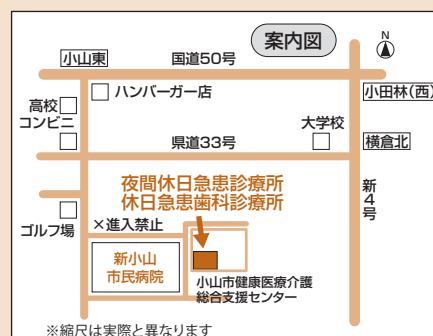 案内図
N
小山東
国道50号
ハンバーガー店
小田林(西)
高校
コンビニ
大学校
県道33号
横倉北
夜間休日急患診療所
休日急患歯科診療所
新4号
ゴルフ場
×進入禁止
新小山
市民病院
小山市健康医療介護
総合支援センター
※縮尺は実際と異なります